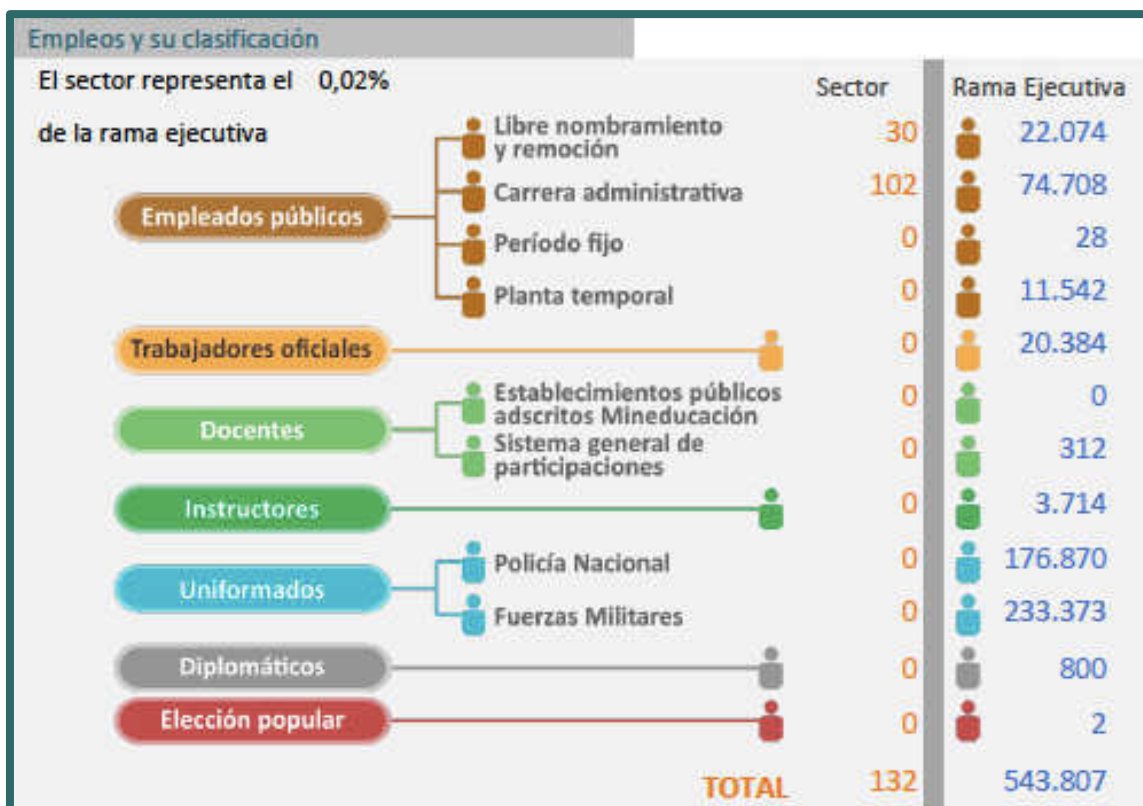 Empleos y su clasificación
El sector representa el 0,02%
de la rama ejecutiva
Sector Rama Ejecutiva
Empleados públicos
Libre nombramiento
y remoción 30 22.074
Carrera administrativa 102 74.708
Período fijo 0 28
Planta temporal 0 11.542
Trabajadores oficiales 0 20.384
Docentes
Establecimientos públicos
adscritos Mineducación 0 0
Sistema general de
participaciones 0 312
Instructores 0 3.714
Uniformados
Policía Nacional 0 176.870
Fuerzas Militares 0 233.373
Diplomáticos 0 800
Elección popular 0 2
TOTAL 132 543.807